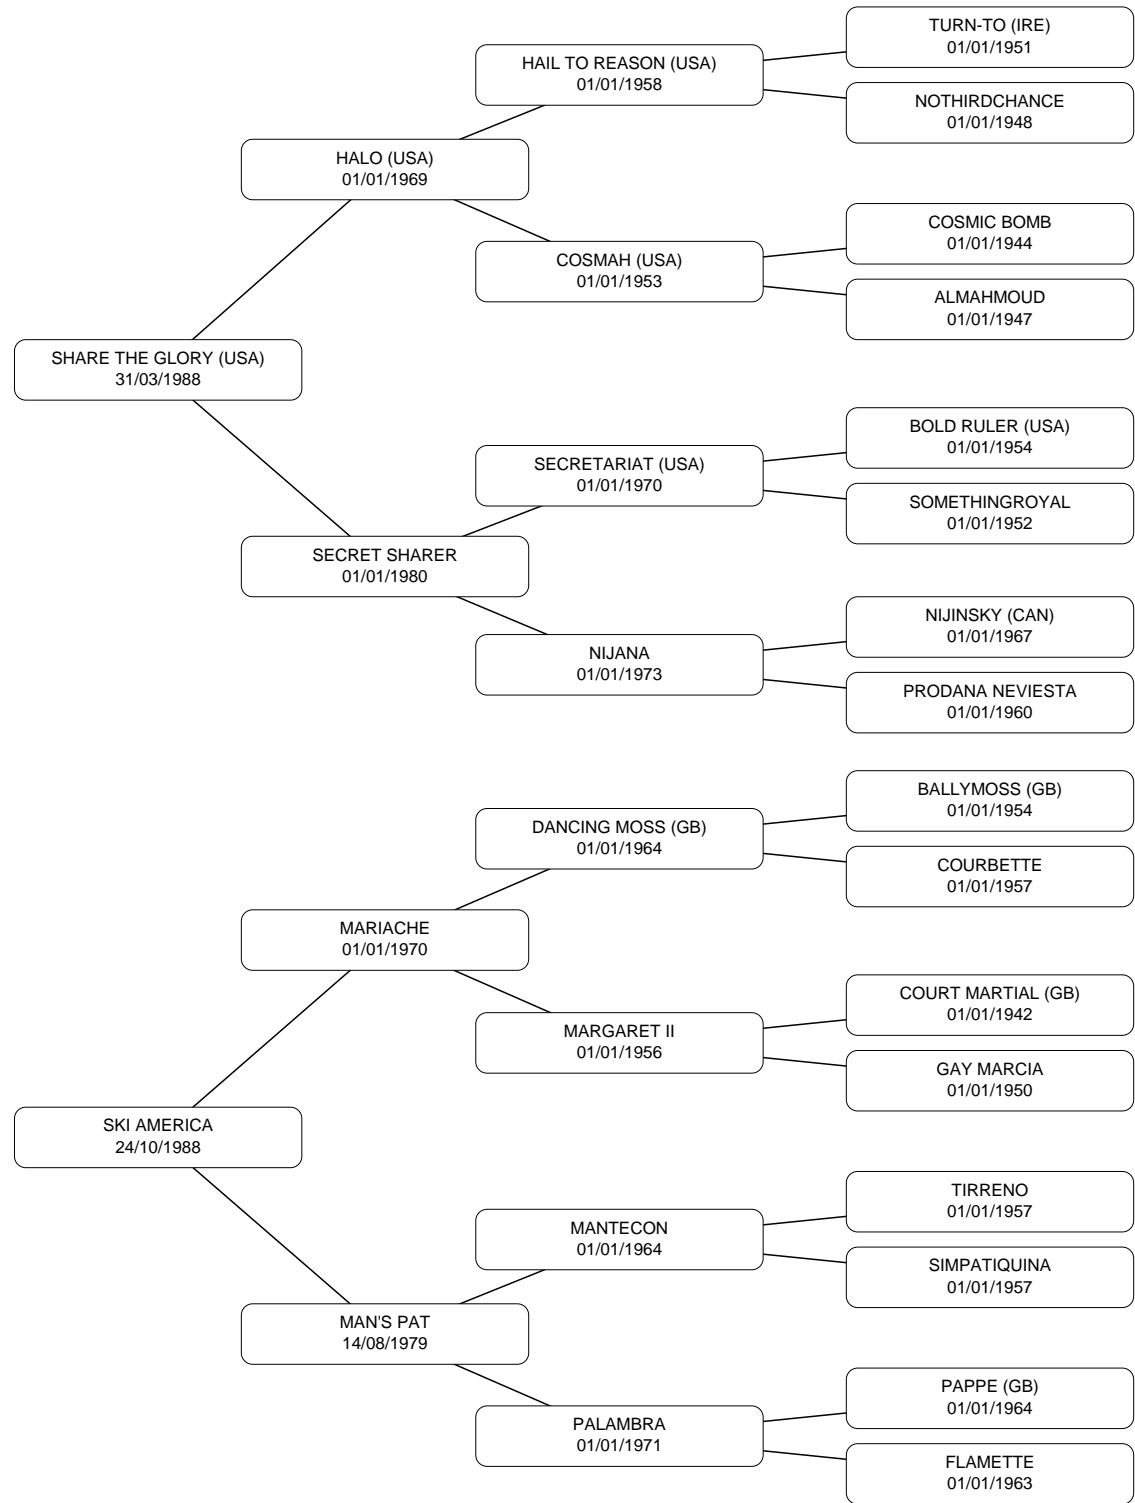 TURN-TO (IRE)
01/01/1951
HAIL TO REASON (USA)
01/01/1958
NOTHIRDCHANCE
01/01/1948
HALO (USA)
01/01/1969
COSMIC BOMB
01/01/1944
COSMAH (USA)
01/01/1953
ALMAHMOUD
01/01/1947
SHARE THE GLORY (USA)
31/03/1988
BOLD RULER (USA)
01/01/1954
SECRETARIAT (USA)
01/01/1970
SOMETHINGROYAL
01/01/1952
SECRET SHARER
01/01/1980
NIJINSKY (CAN)
01/01/1967
NIJANA
01/01/1973
PRODANA NEVIESTA
01/01/1960
BALLYMOSS (GB)
01/01/1954
DANCING MOSS (GB)
01/01/1964
COURBETTE
01/01/1957
MARIACHE
01/01/1970
COURT MARTIAL (GB)
01/01/1942
MARGARET II
01/01/1956
GAY MARCIA
01/01/1950
SKI AMERICA
24/10/1988
TIRRENO
01/01/1957
MANTECON
01/01/1964
SIMPATIQUINA
01/01/1957
MAN'S PAT
14/08/1979
PAPPE (GB)
01/01/1964
PALAMBRA
01/01/1971
FLAMETTE
01/01/1963